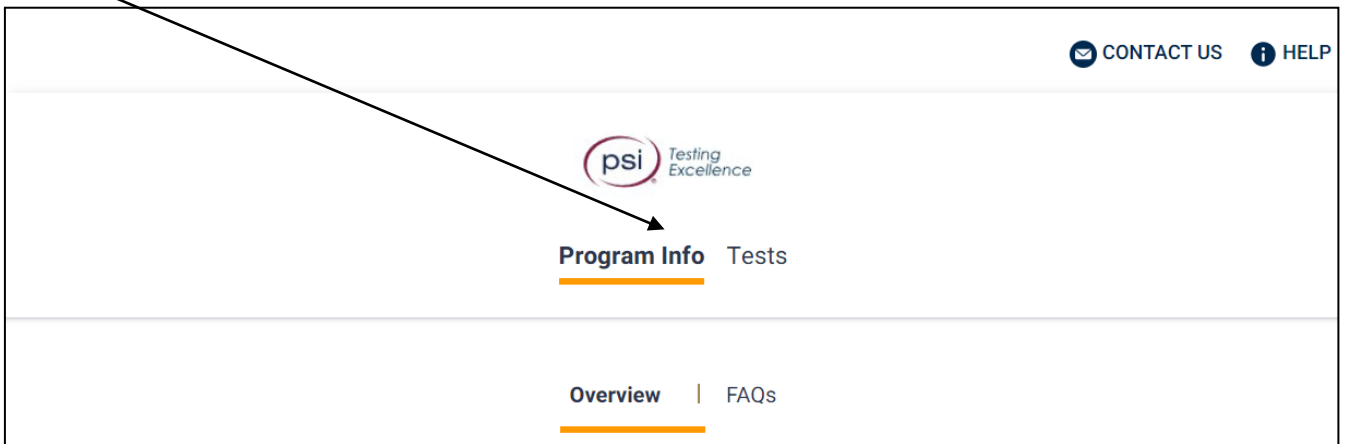 CONTACT US HELP
psi Testing
Excellence
Program Info Tests
Overview | FAQs